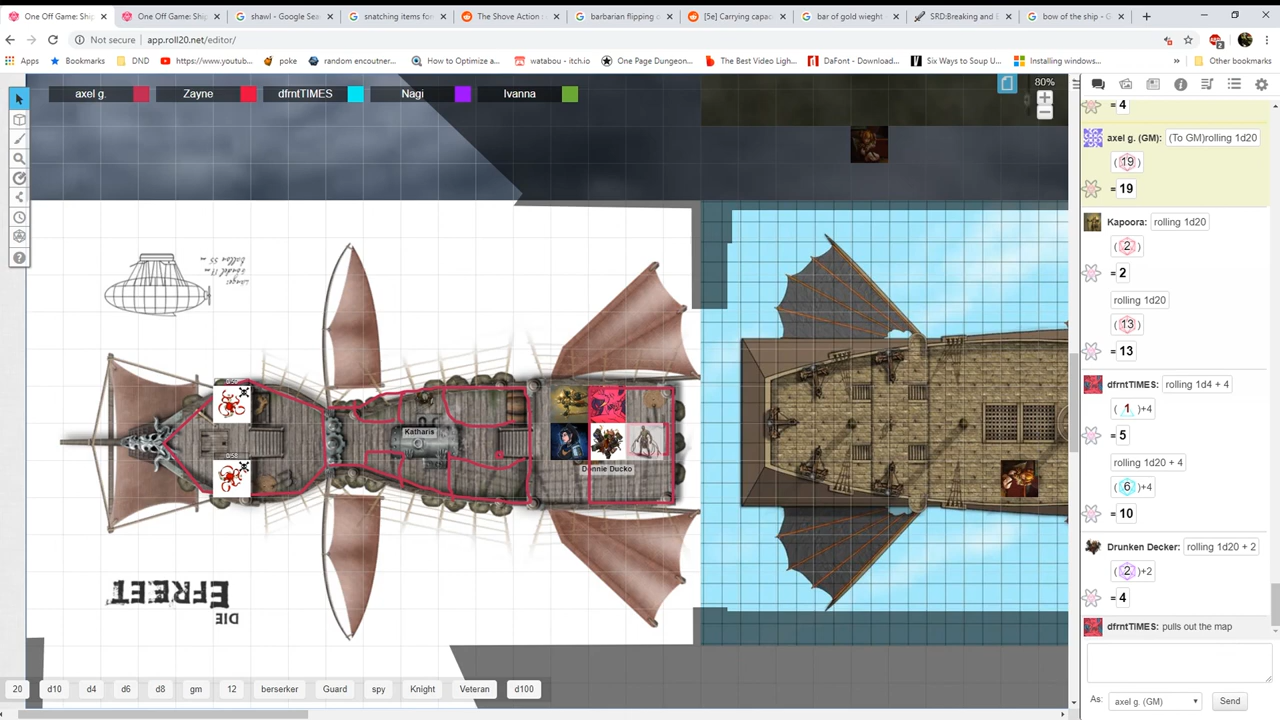 One Off Game: Shi
One Off Game: Ship
shawl - Google Sea
snatching items for
The Shove Action :
barbarian flipping o
[5e] Carrying capac
bar of gold wieght
SRD:Breaking and E
bow of the ship - G
Not secure | app.roll20.net/editor/
Apps
Bookmarks
DND
https://www.youtub...
poke
random encoutner...
How to Optimize a...
watabou - itch.io
One Page Dungeon...
The Best Video Ligh...
DaFont - Download...
Six Ways to Soup U...
Installing windows...
»
Other bookmarks
axel g.
Zayne
dfrntTIMES
Nagi
Ivanna
80%
= 4
axel g. (GM): (To GM)rolling 1d20
(19)
= 19
Kapoora: rolling 1d20
(2)
= 2
rolling 1d20
(13)
= 13
dfrntTIMES: rolling 1d4 + 4
(1)+4
= 5
rolling 1d20 + 4
(6)+4
= 10
Drunken Decker: rolling 1d20 + 2
(2)+2
= 4
dfrntTIMES: pulls out the map
Katharis
Donnie Ducko
DIE
EFREET
20
d10
d4
d6
d8
gm
12
berserker
Guard
spy
Knight
Veteran
d100
As: axel g. (GM)
Send